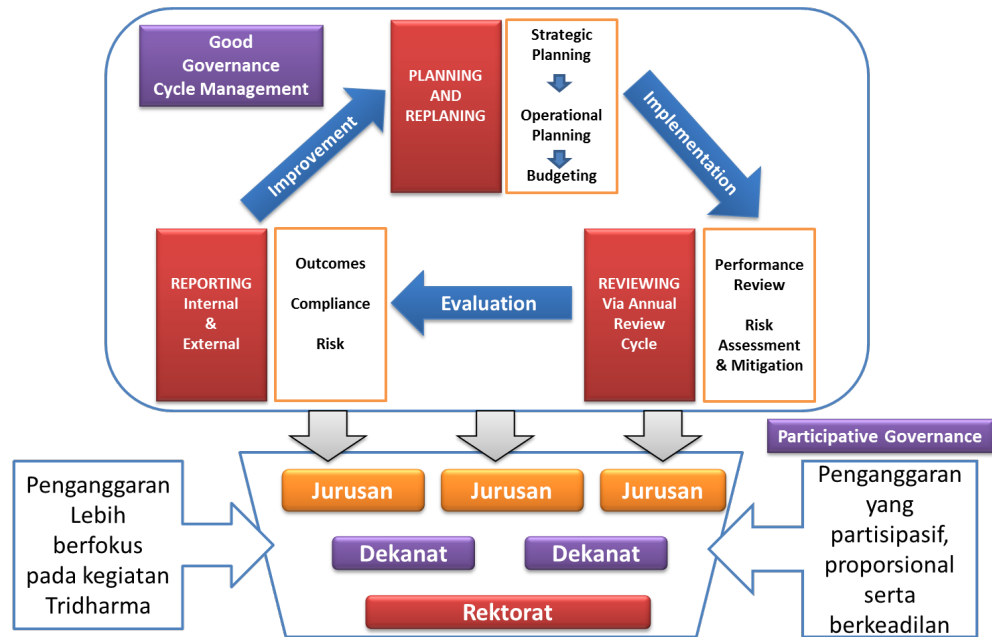 Good
Governance
Cycle Management
PLANNING
AND
REPLANING
Strategic
Planning
Operational
Planning
Budgeting
Improvement
Implementation
REPORTING
Internal
&
External
Outcomes
Compliance
Risk
Evaluation
REVIEWING
Via Annual
Review
Cycle
Performance
Review
Risk
Assessment
& Mitigation
Participative Governance
Penganggaran
Lebih
berfokus
pada kegiatan
Tridharma
Jurusan
Jurusan
Jurusan
Dekanat
Dekanat
Rektorat
Penganggaran
yang
partisipasif,
proporsional
serta
berkeadilan